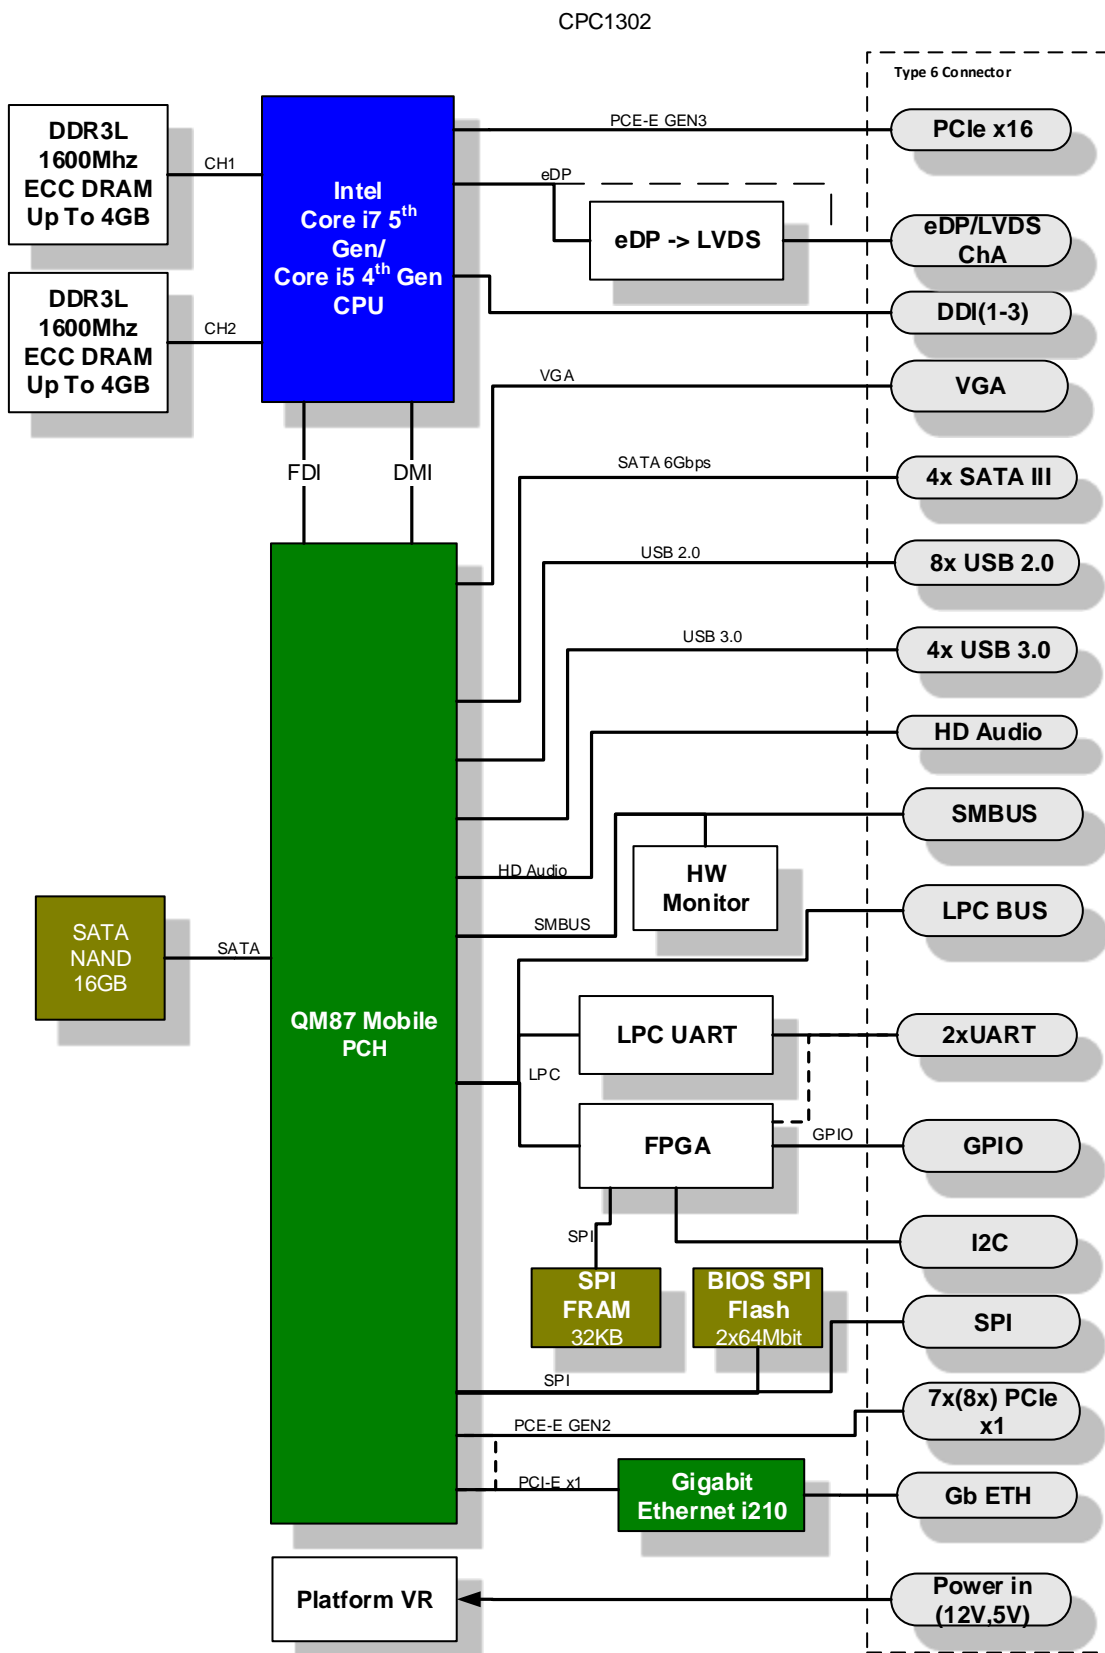 CPC1302
Type 6 Connector
DDR3L
1600Mhz
ECC DRAM
Up To 4GB
CH1
DDR3L
1600Mhz
ECC DRAM
Up To 4GB
CH2
Intel
Core i7 5th
Gen/
Core i5 4th Gen
CPU
PCE-E GEN3
PCIe x16
eDP
eDP -> LVDS
eDP/LVDS
ChA
DDI(1-3)
VGA
VGA
FDI
DMI
SATA 6Gbps
4x SATA III
USB 2.0
8x USB 2.0
USB 3.0
4x USB 3.0
HD Audio
HD Audio
SMBUS
SMBUS
HW
Monitor
LPC BUS
SATA
NAND
16GB
SATA
QM87 Mobile
PCH
LPC
LPC UART
2xUART
FPGA
GPIO
GPIO
I2C
SPI
SPI
FRAM
32KB
BIOS SPI
Flash
2x64Mbit
SPI
SPI
PCE-E GEN2
7x(8x) PCIe
x1
PCI-E x1
Gigabit
Ethernet i210
Gb ETH
Platform VR
Power in
(12V,5V)